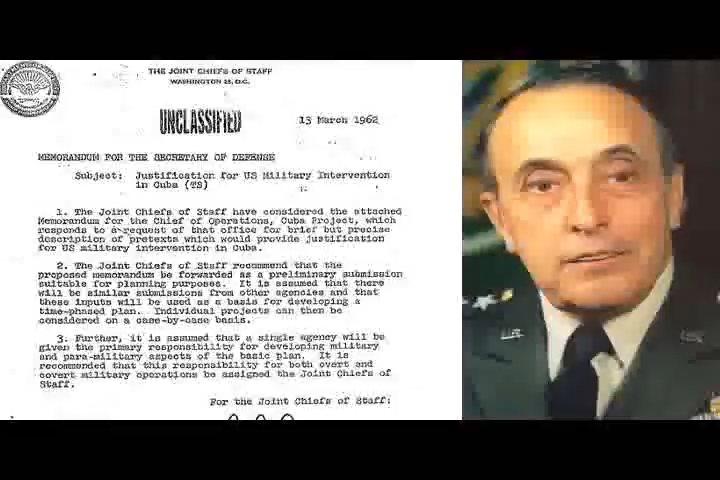 THE JOINT CHIEFS OF STAFF
WASHINGTON 25, D.C.
UNCLASSIFIED
13 March 1962
MEMORANDUM FOR THE SECRETARY OF DEFENSE
Subject: Justification for US Military Intervention
in Cuba (TS)
1. The Joint Chiefs of Staff have considered the attached
Memorandum for the Chief of Operations, Cuba Project, which
responds to a request of that office for brief but precise
description of pretexts which would provide justification
for US military intervention in Cuba.
2. The Joint Chiefs of Staff recommend that the
proposed memorandum be forwarded as a preliminary submission
suitable for planning purposes. It is assumed that there
will be similar submissions from other agencies and that
these inputs will be used as a basis for developing a
time-phased plan. Individual projects can then be
considered on a case-by-case basis.
3. Further, it is assumed that a single agency will be
given the primary responsibility for developing military
and para-military aspects of the basic plan. It is
recommended that this responsibility for both overt and
covert military operations be assigned the Joint Chiefs of
Staff.
For the Joint Chiefs of Staff: